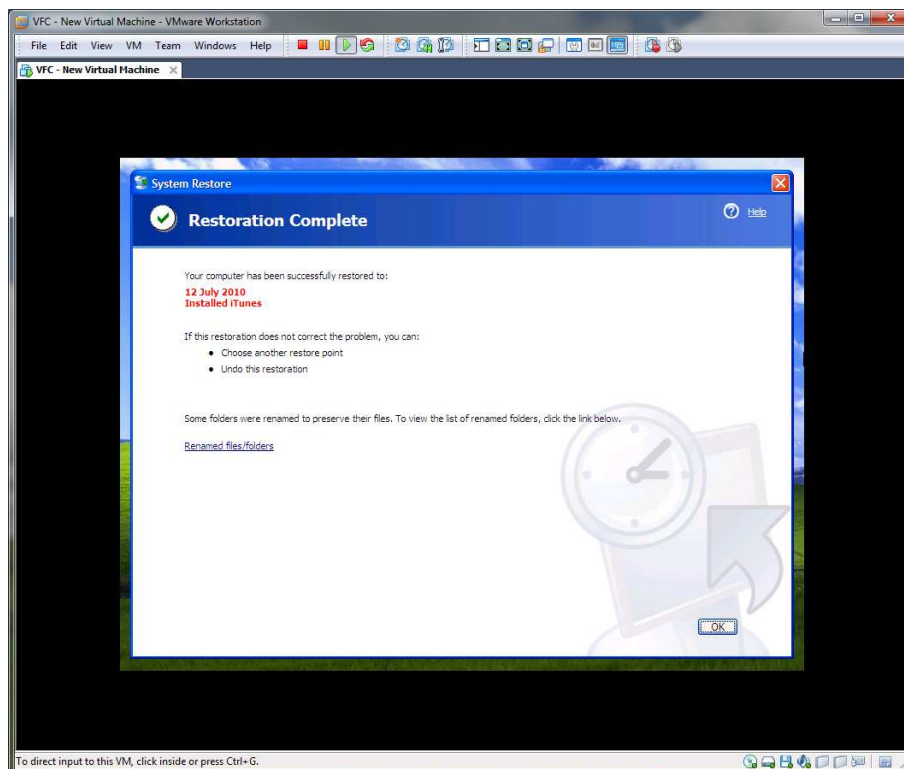 VFC - New Virtual Machine - VMware Workstation
File Edit View VM Team Windows Help
VFC - New Virtual Machine
System Restore
Restoration Complete
Help
Your computer has been successfully restored to:
12 July 2010
Installed iTunes
If this restoration does not correct the problem, you can:
Choose another restore point
Undo this restoration
Some folders were renamed to preserve their files. To view the list of renamed folders, click the link below.
Renamed files/folders
OK
To direct input to this VM, click inside or press Ctrl+G.